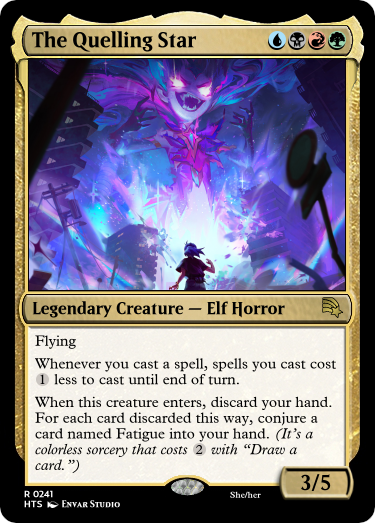 The Quelling Star
Legendary Creature — Elf Horror
Flying
Whenever you cast a spell, spells you cast cost
1 less to cast until end of turn.
When this creature enters, discard your hand.
For each card discarded this way, conjure a
card named Fatigue into your hand. (It's a
colorless sorcery that costs 2 with “Draw a
card.”)
3/5
R 0241
HTS Envar Studio
She/her